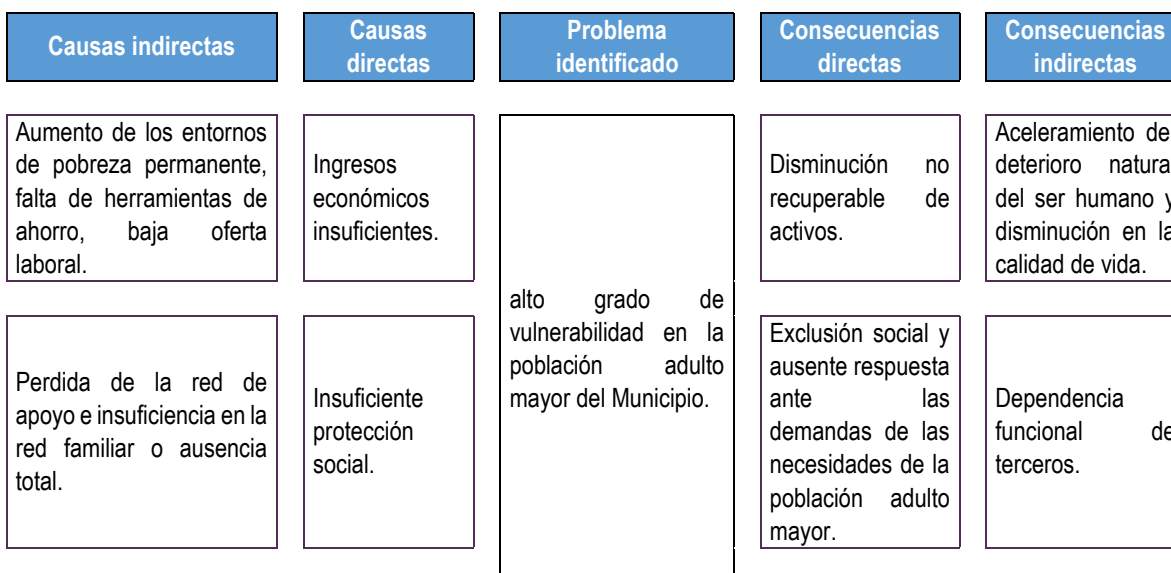 Causas indirectas
Causas
directas
Problema
identificado
Consecuencias
directas
Consecuencias
indirectas
Aumento de los entornos
de pobreza permanente,
falta de herramientas de
ahorro, baja oferta
laboral.
Ingresos
económicos
insuficientes.
alto grado de
vulnerabilidad en la
población adulto
mayor del Municipio.
Disminución no
recuperable de
activos.
Aceleramiento de
deterioro natura
del ser humano y
disminución en la
calidad de vida.
Perdida de la red de
apoyo e insuficiencia en la
red familiar o ausencia
total.
Insuficiente
protección
social.
Exclusión social y
ausente respuesta
ante las
demandas de las
necesidades de la
población adulto
mayor.
Dependencia
funcional de
terceros.